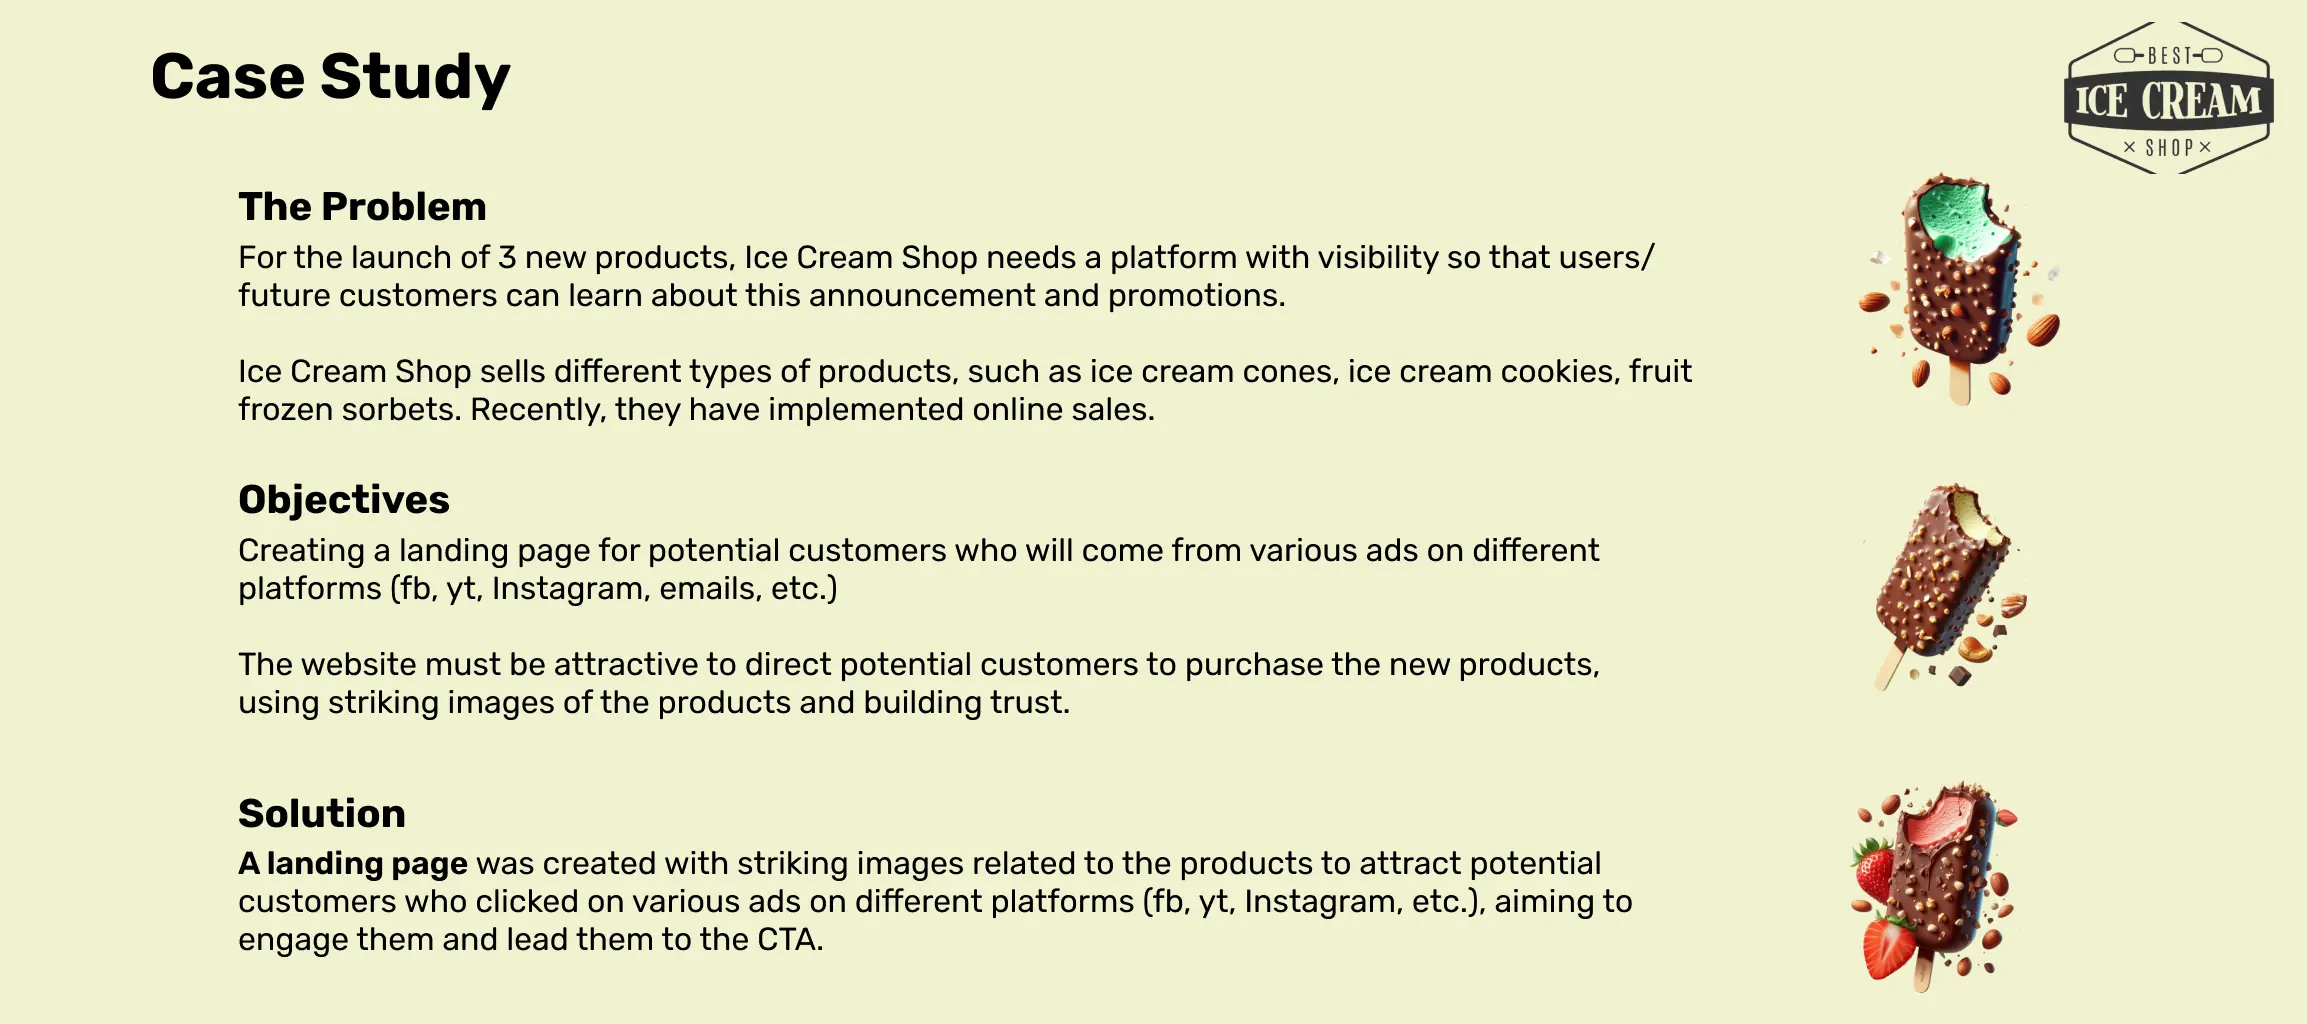 Case Study
BEST
ICE CREAM
× SHOP ×
The Problem
For the launch of 3 new products, Ice Cream Shop needs a platform with visibility so that users/
future customers can learn about this announcement and promotions.
Ice Cream Shop sells different types of products, such as ice cream cones, ice cream cookies, fruit
frozen sorbets. Recently, they have implemented online sales.
Objectives
Creating a landing page for potential customers who will come from various ads on different
platforms (fb, yt, Instagram, emails, etc.)
The website must be attractive to direct potential customers to purchase the new products,
using striking images of the products and building trust.
Solution
A landing page was created with striking images related to the products to attract potential
customers who clicked on various ads on different platforms (fb, yt, Instagram, etc.), aiming to
engage them and lead them to the CTA.